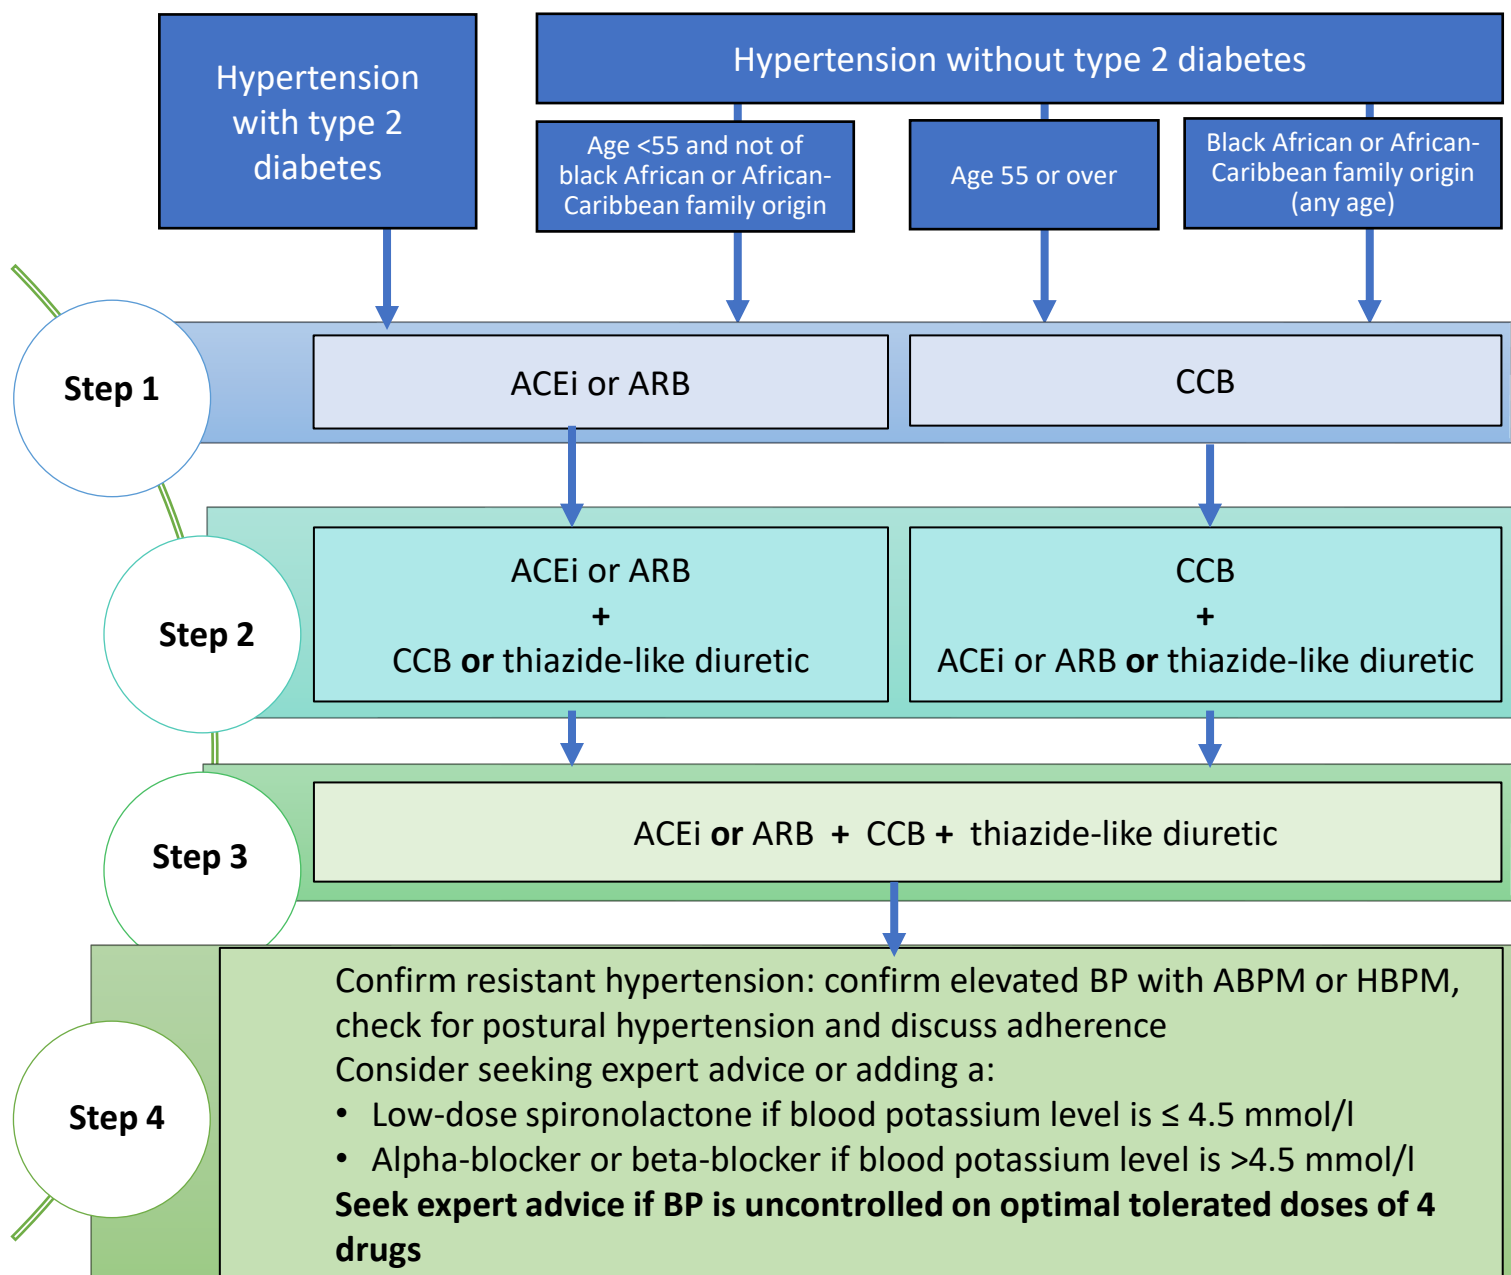 Hypertension
with type 2
diabetes
Hypertension without type 2 diabetes
Age <55 and not of
black African or African-
Caribbean family origin
Age 55 or over
Black African or African-
Caribbean family origin
(any age)
Step 1
ACEi or ARB
CCB
Step 2
ACEi or ARB
+
CCB or thiazide-like diuretic
CCB
+
ACEi or ARB or thiazide-like diuretic
Step 3
ACEi or ARB + CCB + thiazide-like diuretic
Step 4
Confirm resistant hypertension: confirm elevated BP with ABPM or HBPM,
check for postural hypertension and discuss adherence
Consider seeking expert advice or adding a:
• Low-dose spironolactone if blood potassium level is ≤ 4.5 mmol/l
• Alpha-blocker or beta-blocker if blood potassium level is >4.5 mmol/l
Seek expert advice if BP is uncontrolled on optimal tolerated doses of 4
drugs